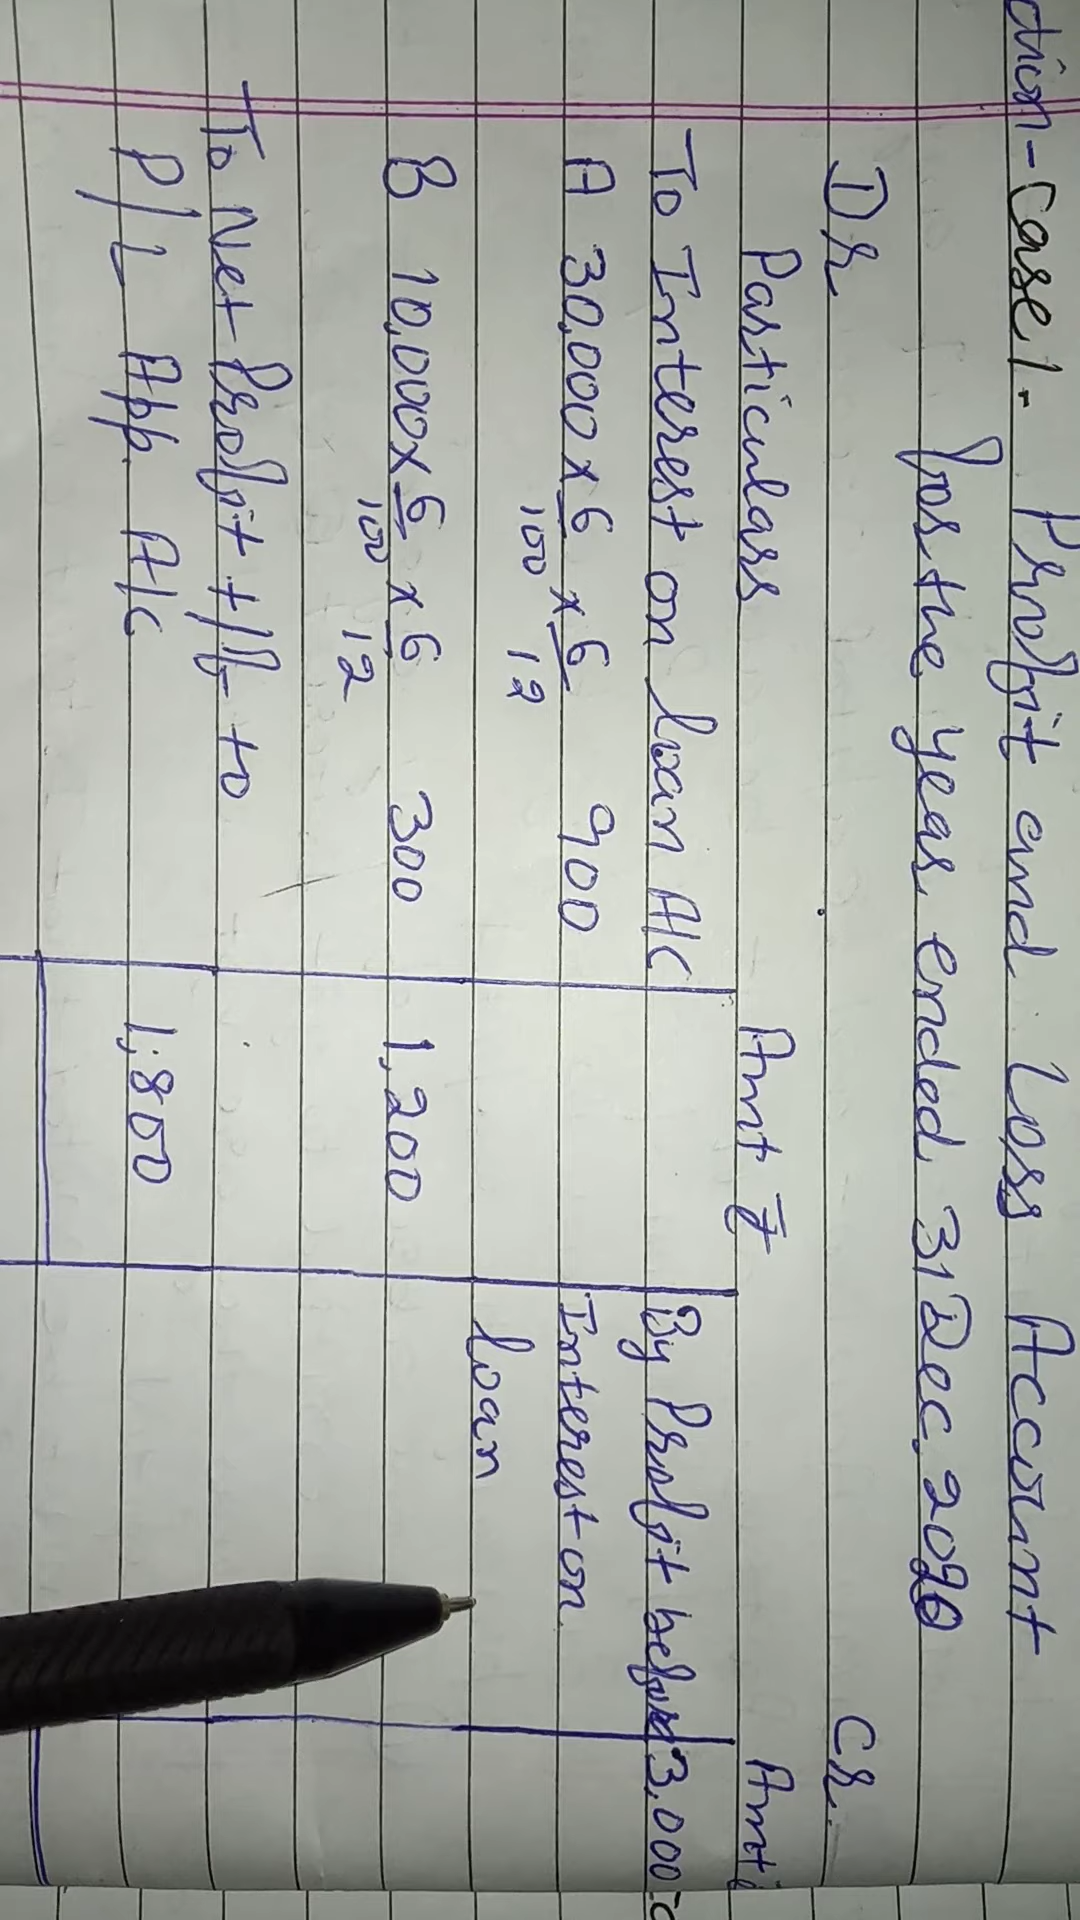 ction-Case1- Profit and Loss Account
for the year ended 31 Dec, 2020
Dr Cr.
Particulars Amt ₹ Amt
To Interest on loan A/c By Profit before 3,000
A 30,000 × 6/100 × 6/12 900 Interest on
loan
B 10,000 × 6/100 × 6/12 300 1,200
To Net Profit t/f to
P/L App. A/c 1,800